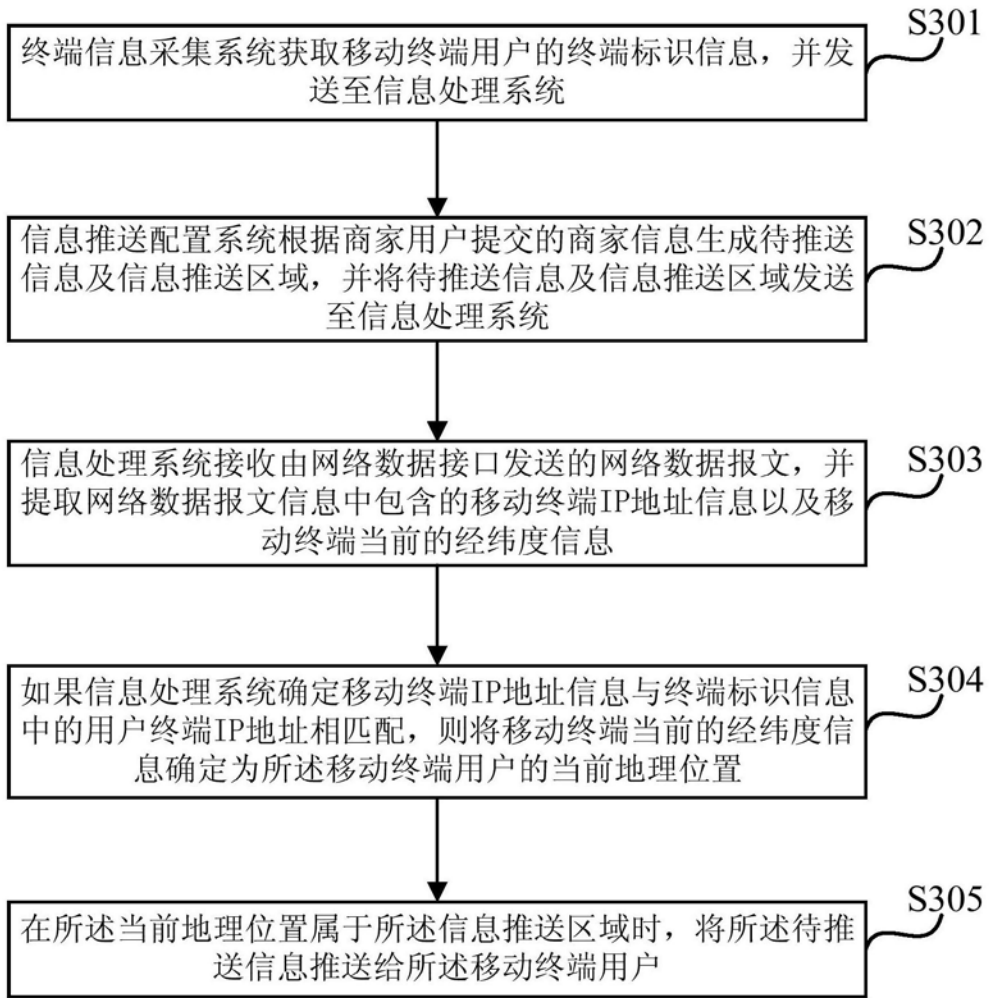 S301
终端信息采集系统获取移动终端用户的终端标识信息，并发
送至信息处理系统
S302
信息推送配置系统根据商家用户提交的商家信息生成待推送
信息及信息推送区域，并将待推送信息及信息推送区域发送
至信息处理系统
S303
信息处理系统接收由网络数据接口发送的网络数据报文，并
提取网络数据报文信息中包含的移动终端IP地址信息以及移
动终端当前的经纬度信息
S304
如果信息处理系统确定移动终端IP地址信息与终端标识信息
中的用户终端IP地址相匹配，则将移动终端当前的经纬度信
息确定为所述移动终端用户的当前地理位置
S305
在所述当前地理位置属于所述信息推送区域时，将所述待推
送信息推送给所述移动终端用户